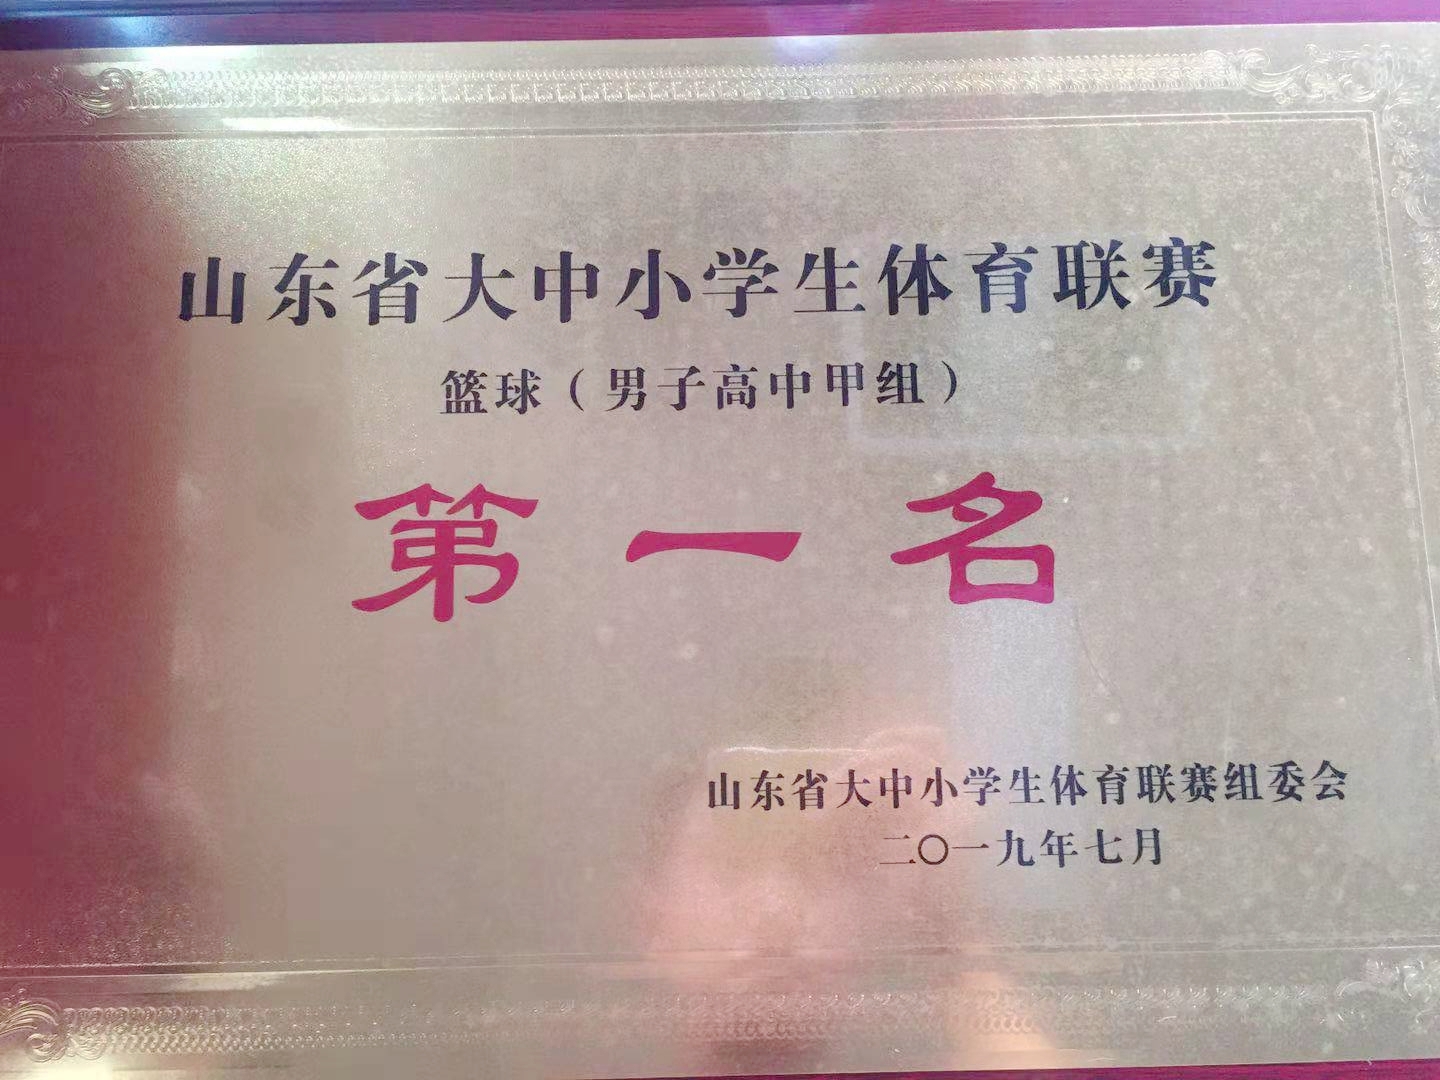 山东省大中小学生体育联赛
篮球（男子高中甲组）
第一名
山东省大中小学生体育联赛组委会
二〇一九年七月